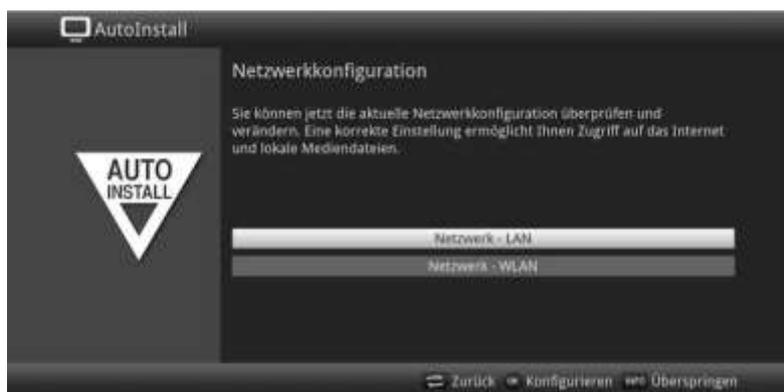 AutoInstall
Netzwerkkonfiguration
Sie können jetzt die aktuelle Netzwerkkonfiguration überprüfen und
verändern. Eine korrekte Einstellung ermöglicht Ihnen Zugriff auf das Internet
und lokale Mediendateien.
AUTO
INSTALL
Netzwerk - LAN
Netzwerk - WLAN
Zurück Konfigurieren Überspringen